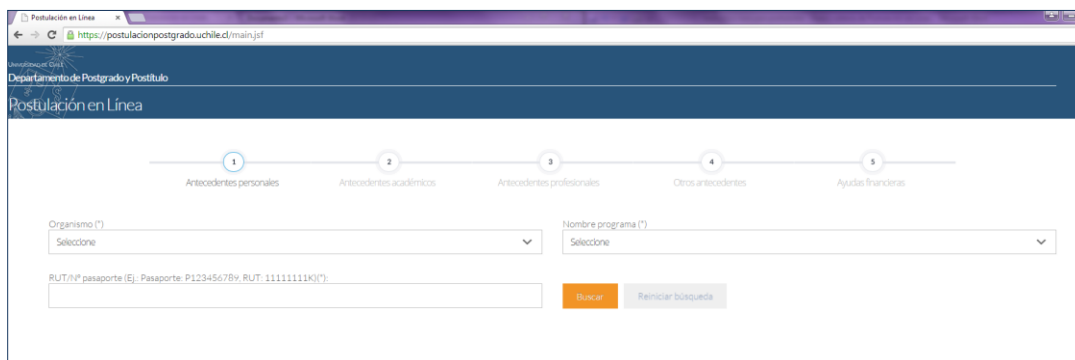 Postulación en Línea
https://postulacionpostgrado.uchile.cl/main.jsf
Universidad de Chile
Departamento de Postgrado y Postítulo
Postulación en Línea
1 2 3 4 5
Antecedentes personales Antecedentes académicos Antecedentes profesionales Otros antecedentes Ayudas financieras
Organismo (*) Nombre programa (*)
Seleccione Seleccione
RUT/Nº pasaporte (Ej.: Pasaporte: P123456789, RUT: 11111111K)(*):
Buscar Reiniciar búsqueda